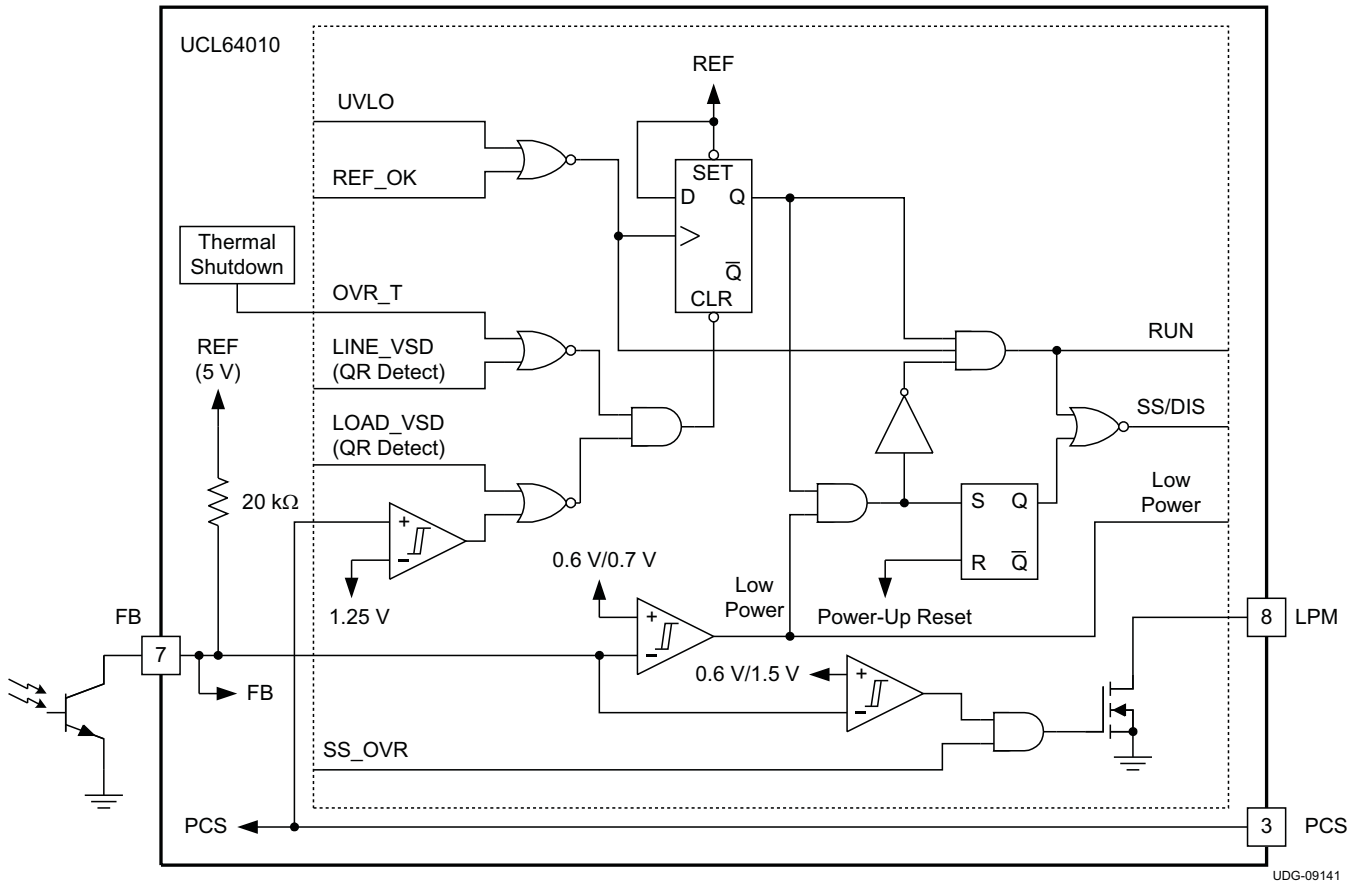 UCL64010
REF
UVLO
REF_OK
SET
D
Q
Q
CLR
Thermal
Shutdown
OVR_T
LINE_VSD
(QR Detect)
RUN
REF
(5 V)
LOAD_VSD
(QR Detect)
SS/DIS
20 kΩ
+
-
1.25 V
S
Q
R
Q
Low
Power
0.6 V/0.7 V
Low
Power
Power-Up Reset
+
-
FB
7
FB
8
LPM
0.6 V/1.5 V
+
-
SS_OVR
PCS
3
PCS
UDG-09141